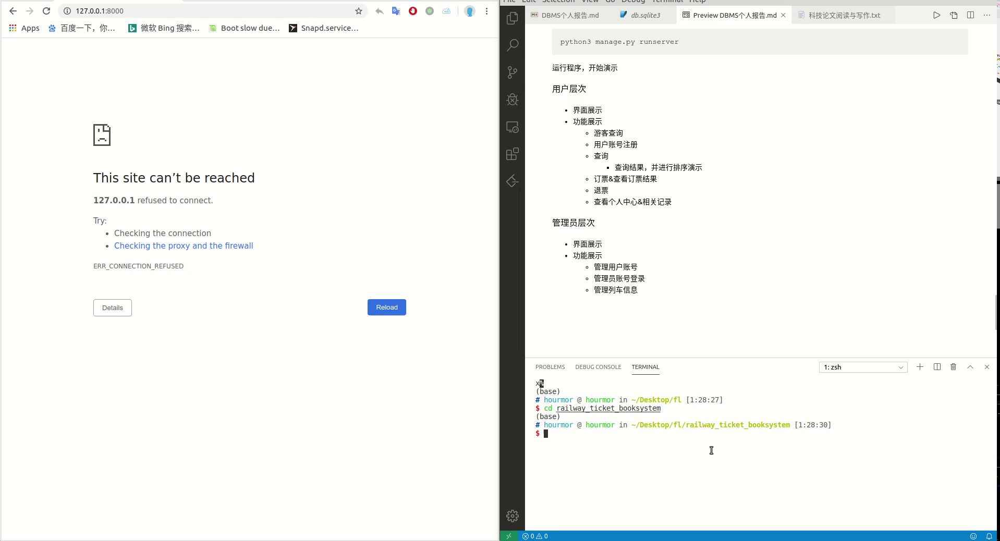 127.0.0.1:8000
Apps
百度一下，你...
微软 Bing 搜索...
Boot slow due...
Snapd.service...
This site can’t be reached
127.0.0.1 refused to connect.
Try:
Checking the connection
Checking the proxy and the firewall
ERR_CONNECTION_REFUSED
Details
Reload
File Edit Selection View Go Debug Terminal Help
DBMS个人报告.md
db.sqlite3
Preview DBMS个人报告.md
科技论文阅读与写作.txt
python3 manage.py runserver
运行程序，开始演示
用户层次
界面展示
功能展示
游客查询
用户账号注册
查询
查询结果，并进行排序演示
订票&查看订票结果
退票
查看个人中心&相关记录
管理员层次
界面展示
功能展示
管理用户账号
管理员账号登录
管理列车信息
PROBLEMS DEBUG CONSOLE TERMINAL
1: zsh
x%
(base)
# hourmor @ hourmor in ~/Desktop/fl [1:28:27]
$ cd railway_ticket_booksystem
(base)
# hourmor @ hourmor in ~/Desktop/fl/railway_ticket_booksystem [1:28:30]
$
0 0